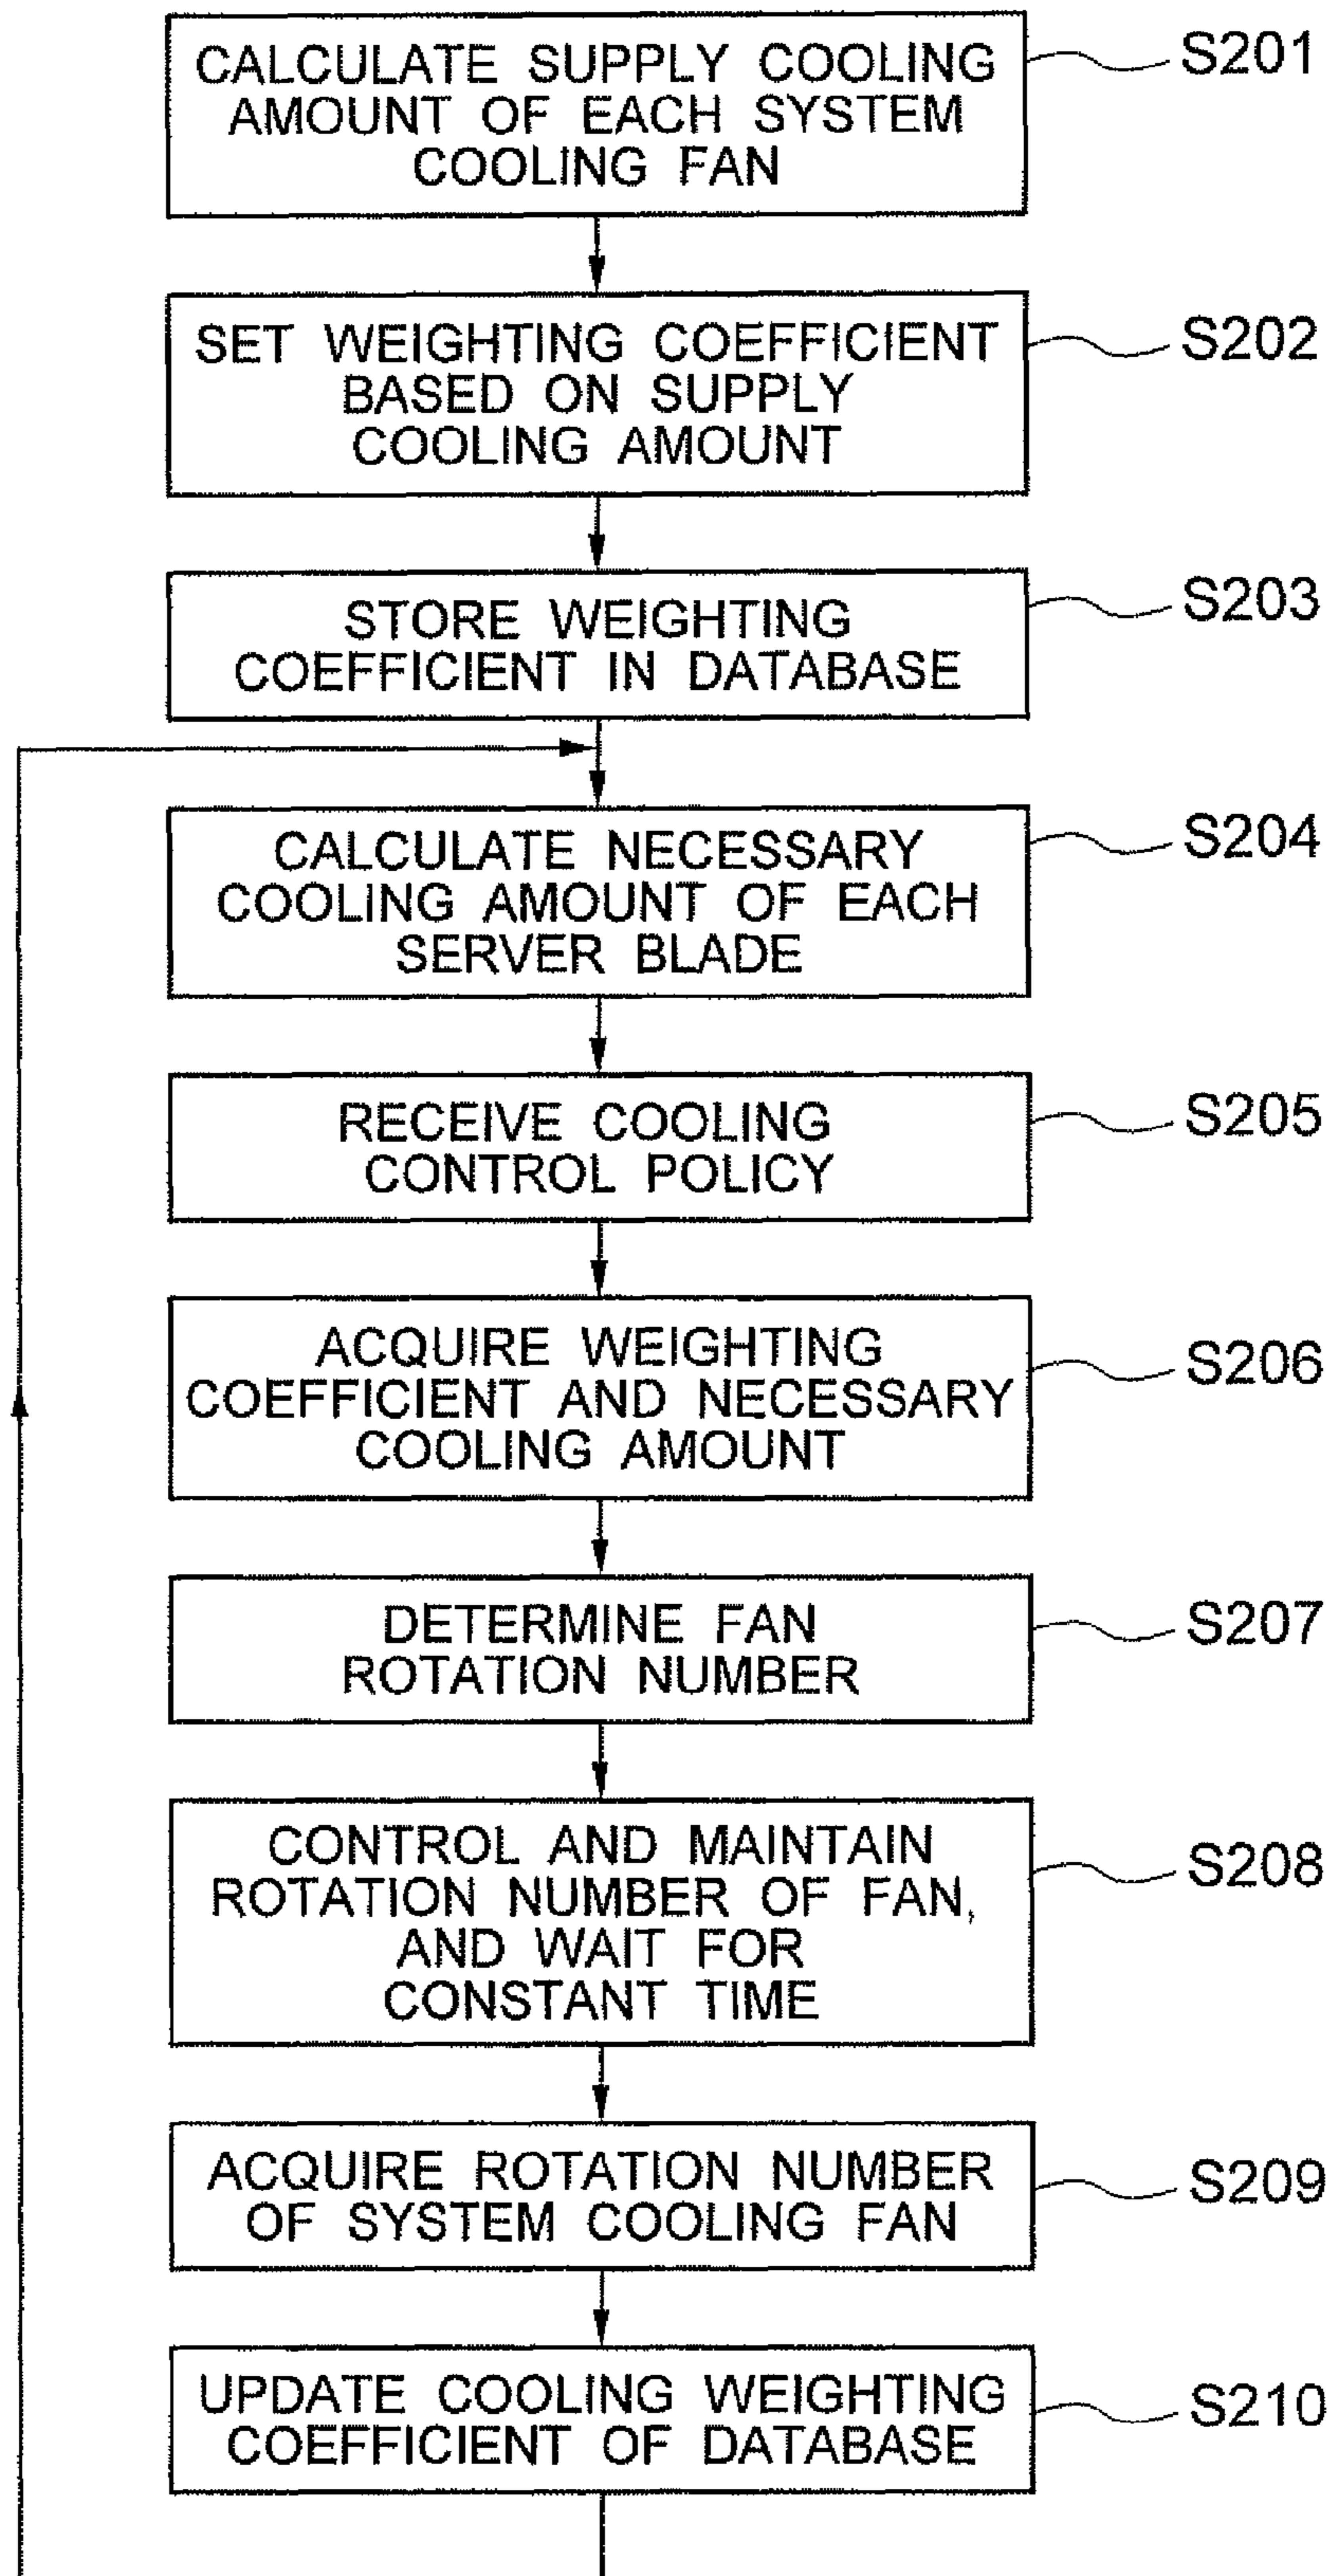 CALCULATE SUPPLY COOLING
AMOUNT OF EACH SYSTEM
COOLING FAN
S201
SET WEIGHTING COEFFICIENT
BASED ON SUPPLY
COOLING AMOUNT
S202
STORE WEIGHTING
COEFFICIENT IN DATABASE
S203
CALCULATE NECESSARY
COOLING AMOUNT OF EACH
SERVER BLADE
S204
RECEIVE COOLING
CONTROL POLICY
S205
ACQUIRE WEIGHTING
COEFFICIENT AND NECESSARY
COOLING AMOUNT
S206
DETERMINE FAN
ROTATION NUMBER
S207
CONTROL AND MAINTAIN
ROTATION NUMBER OF FAN,
AND WAIT FOR
CONSTANT TIME
S208
ACQUIRE ROTATION NUMBER
OF SYSTEM COOLING FAN
S209
UPDATE COOLING WEIGHTING
COEFFICIENT OF DATABASE
S210